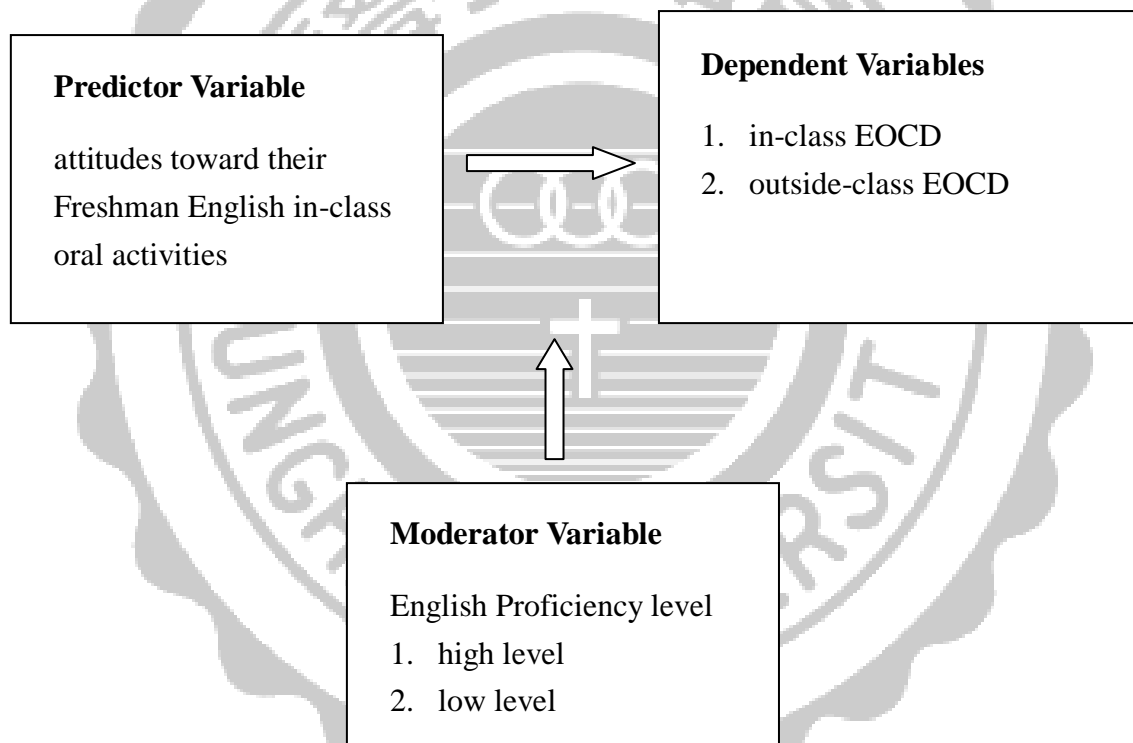 Predictor Variable
attitudes toward their
Freshman English in-class
oral activities
Dependent Variables
1. in-class EOCD
2. outside-class EOCD
Moderator Variable
English Proficiency level
1. high level
2. low level